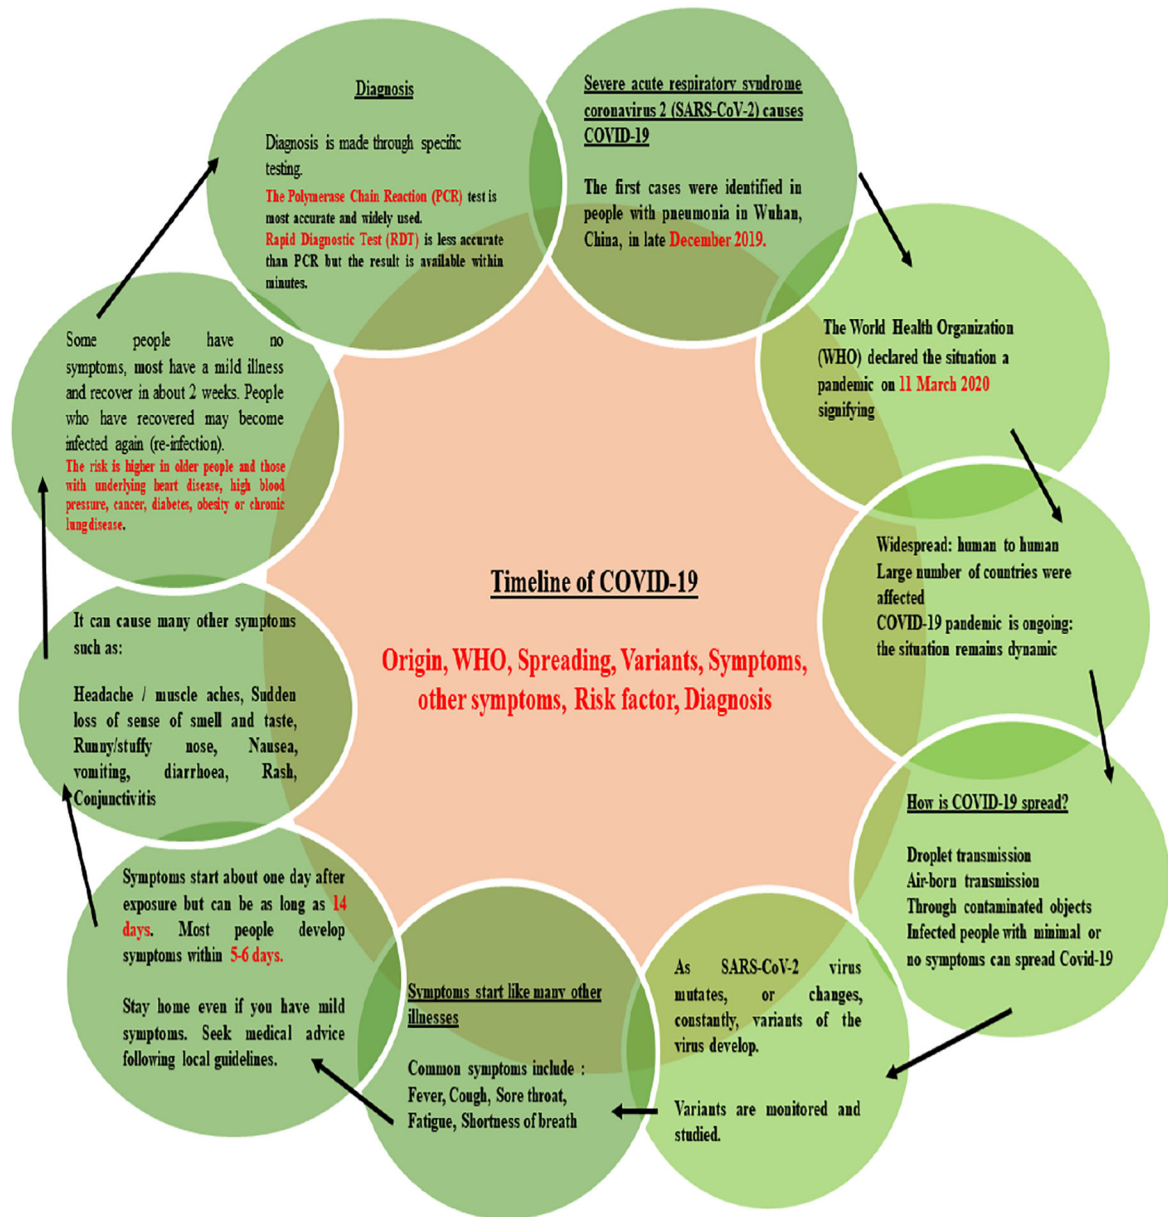 Severe acute respiratory syndrome
coronavirus 2 (SARS-CoV-2) causes
COVID-19
The first cases were identified in
people with pneumonia in Wuhan,
China, in late December 2019.
The World Health Organization
(WHO) declared the situation a
pandemic on 11 March 2020
signifying
Widespread: human to human
Large number of countries were
affected
COVID-19 pandemic is ongoing:
the situation remains dynamic
How is COVID-19 spread?
Droplet transmission
Air-born transmission
Through contaminated objects
Infected people with minimal or
no symptoms can spread Covid-19
As SARS-CoV-2 virus
mutates, or changes,
constantly, variants of the
virus develop.
Variants are monitored and
studied.
Symptoms start like many other
illnesses
Common symptoms include :
Fever, Cough, Sore throat,
Fatigue, Shortness of breath
Symptoms start about one day after
exposure but can be as long as 14
days. Most people develop
symptoms within 5-6 days.
Stay home even if you have mild
symptoms. Seek medical advice
following local guidelines.
It can cause many other symptoms
such as:
Headache / muscle aches, Sudden
loss of sense of smell and taste,
Runny/stuffy nose, Nausea,
vomiting, diarrhoea, Rash,
Conjunctivitis
Some people have no
symptoms, most have a mild illness
and recover in about 2 weeks. People
who have recovered may become
infected again (re-infection).
The risk is higher in older people and those
with underlying heart disease, high blood
pressure, cancer, diabetes, obesity or chronic
lung disease.
Diagnosis
Diagnosis is made through specific
testing.
The Polymerase Chain Reaction (PCR) test is
most accurate and widely used.
Rapid Diagnostic Test (RDT) is less accurate
than PCR but the result is available within
minutes.
Timeline of COVID-19
Origin, WHO, Spreading, Variants, Symptoms,
other symptoms, Risk factor, Diagnosis